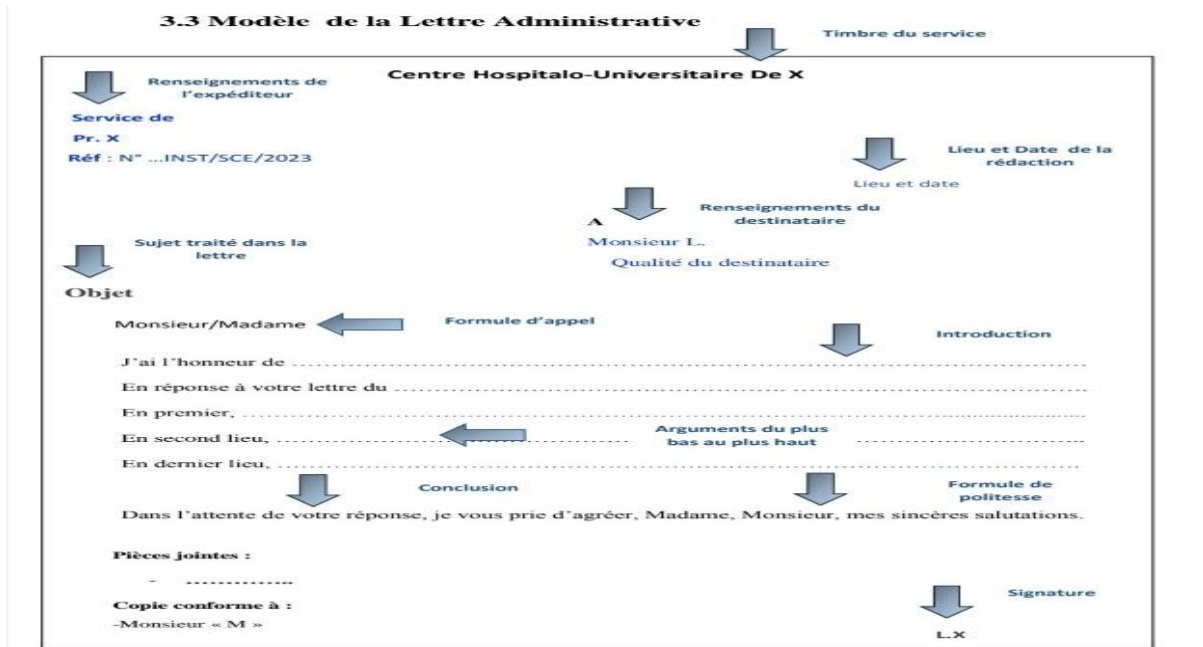 3.3 Modèle de la Lettre Administrative
Timbre du service
Centre Hospitalo-Universitaire De X
Renseignements de
l'expéditeur
Service de
Pr. X
Réf : N° ...INST/SCE/2023
Lieu et Date de la
rédaction
Lieu et date
Renseignements du
destinataire
A
Monsieur L.
Qualité du destinataire
Sujet traité dans la
lettre
Objet
Monsieur/Madame
Formule d'appel
Introduction
J'ai l'honneur de ……………………………………………………
En réponse à votre lettre du ……………………………………………………
En premier, ……………………………………………………
En second lieu, ………………………… Arguments du plus
bas au plus haut …………………………
En dernier lieu, ……………………………………………………
Conclusion
Formule de
politesse
Dans l'attente de votre réponse, je vous prie d'agréer, Madame, Monsieur, mes sincères salutations.
Pièces jointes :
- …………..
Copie conforme à :
-Monsieur « M »
Signature
L.X